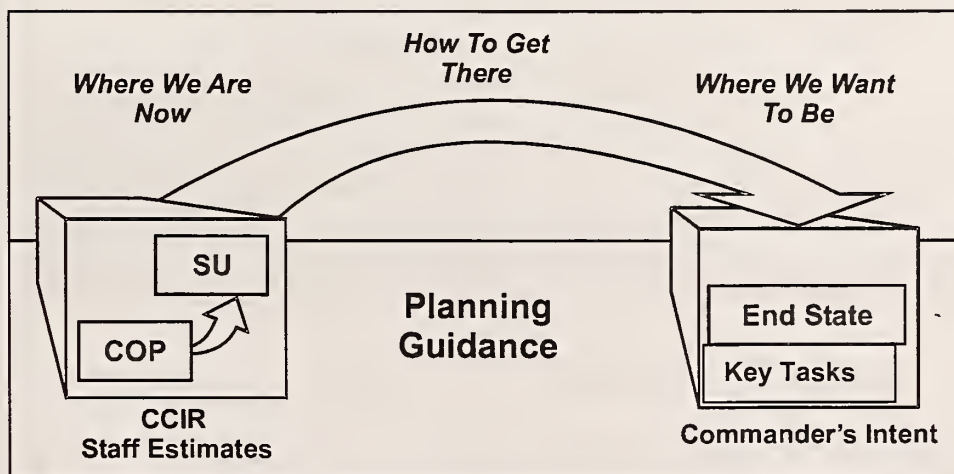 How To Get
There
Where We Are
Now
Where We Want
To Be
SU
COP
Planning
Guidance
End State
Key Tasks
CCIR
Staff Estimates
Commander's Intent